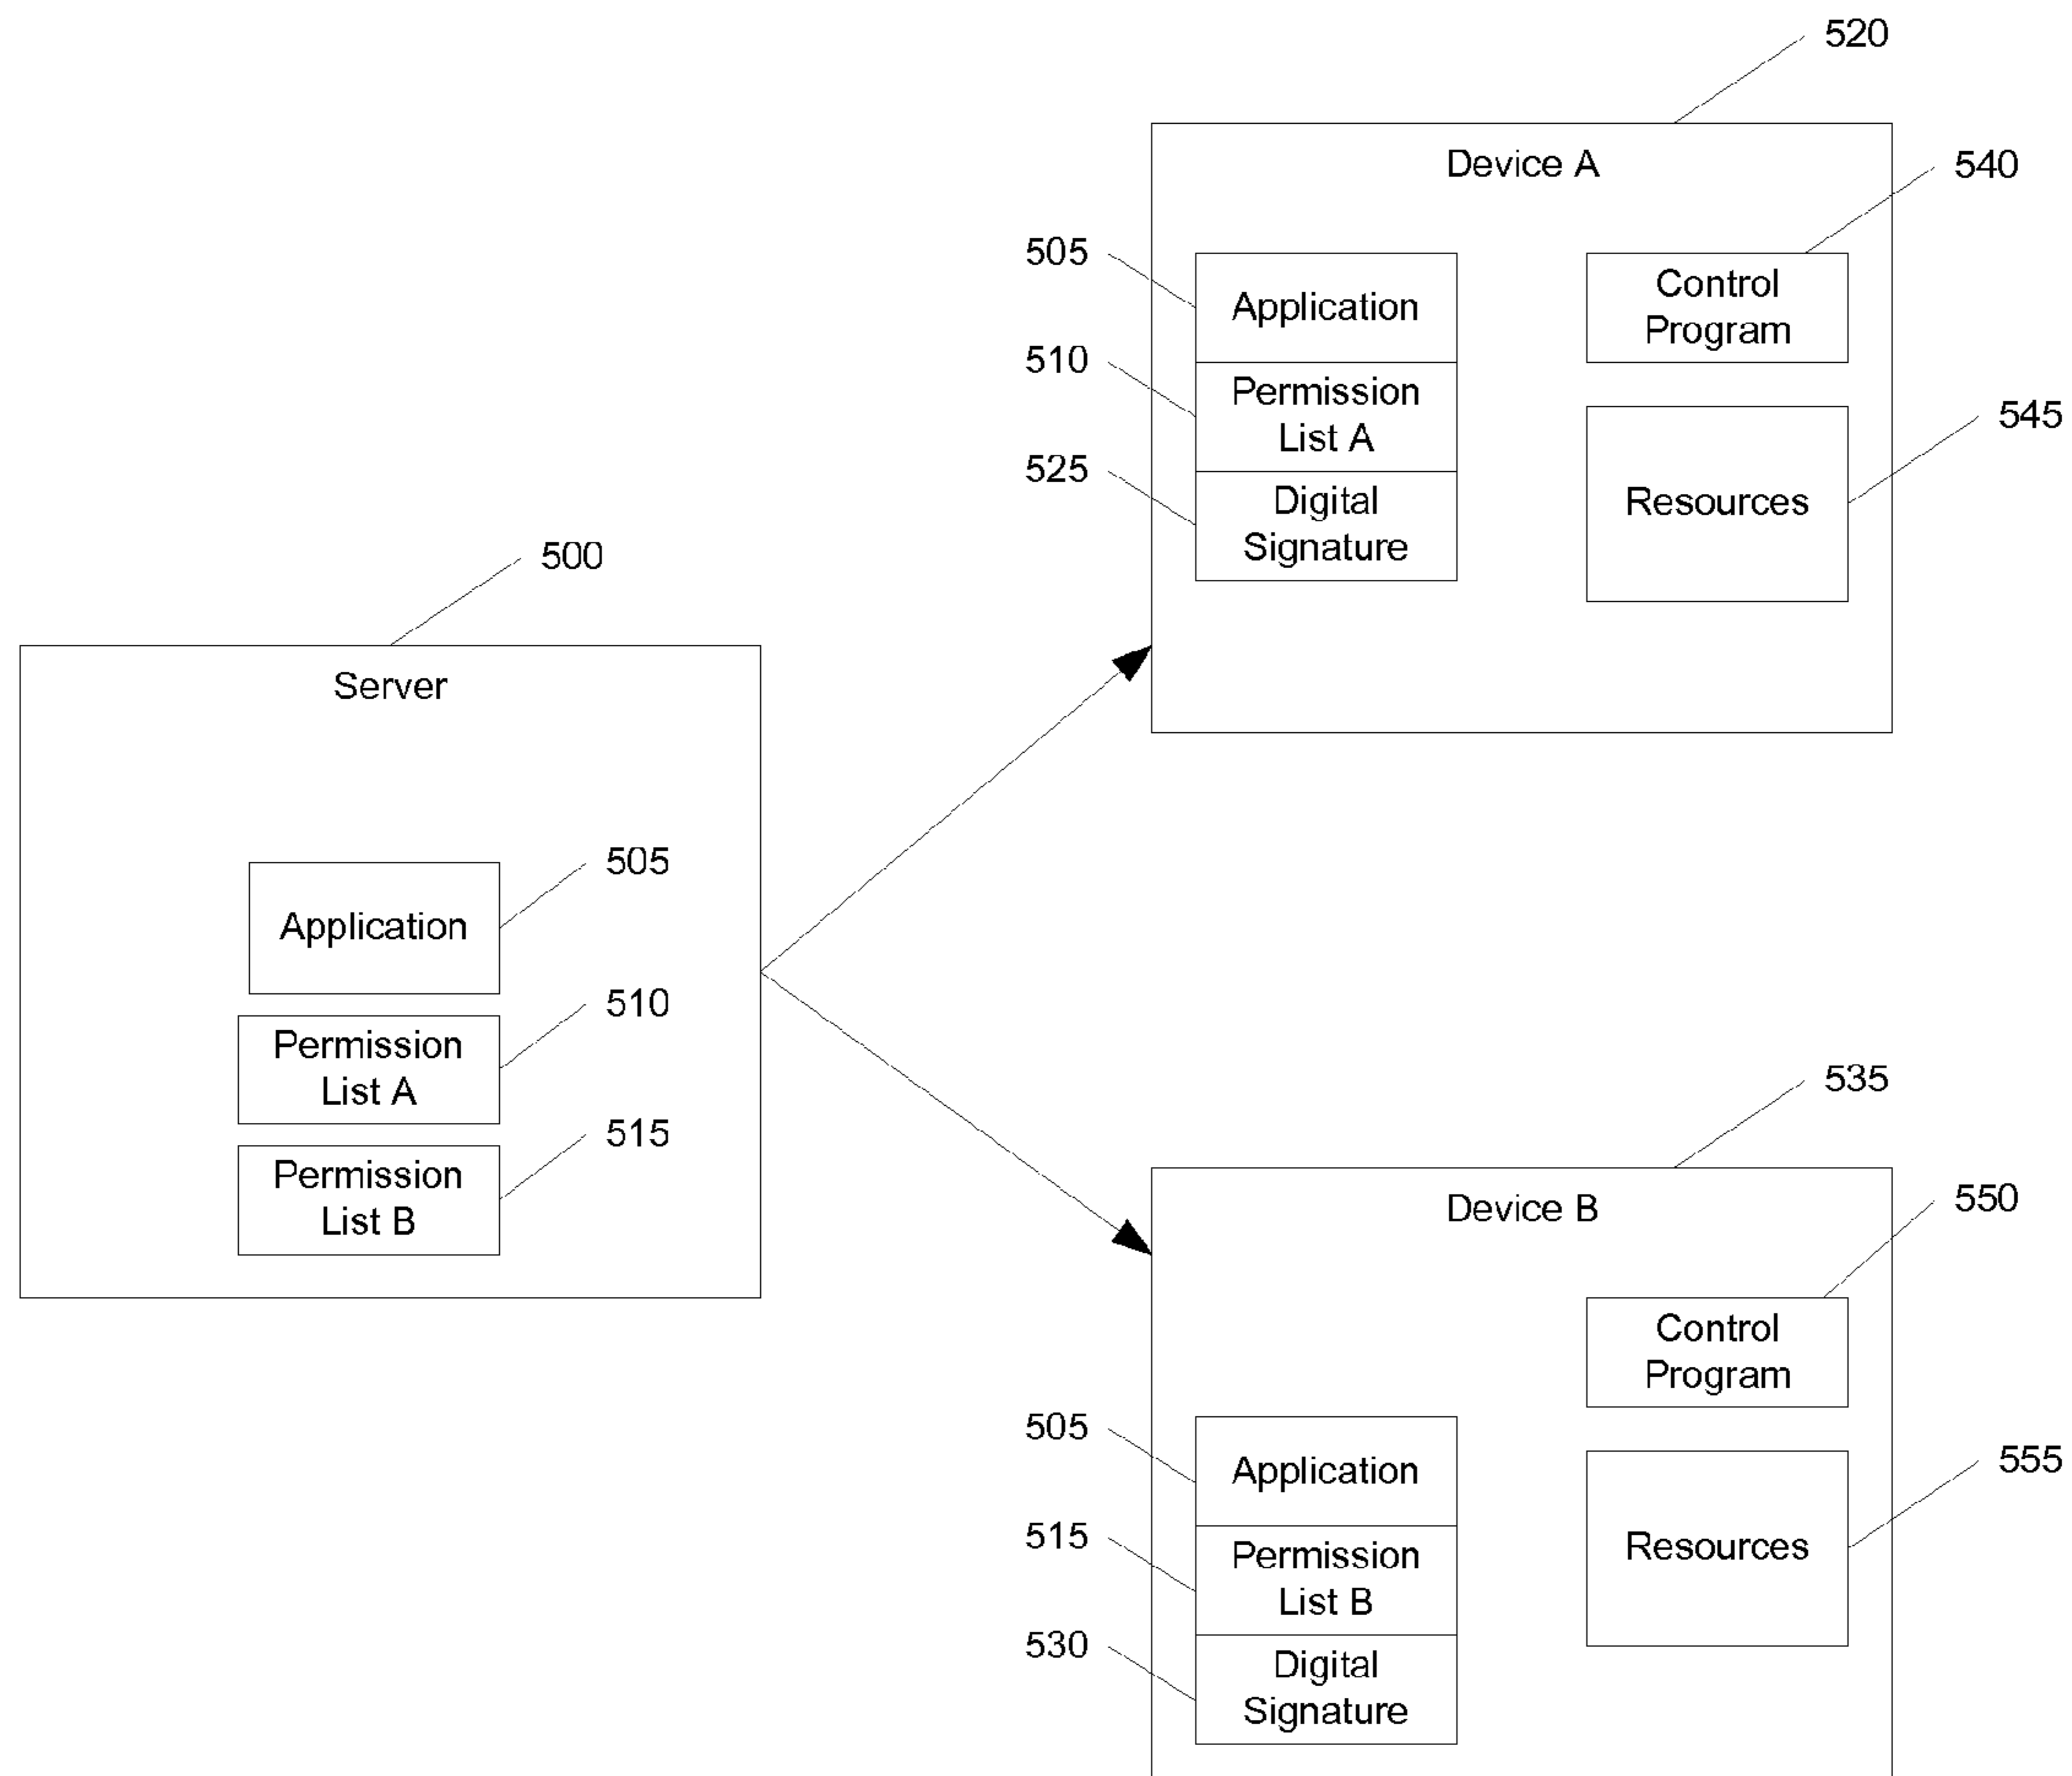 520
Device A
540
505
Application
Control
Program
510
Permission
List A
545
525
Digital
Signature
Resources
500
Server
505
Application
510
Permission
List A
515
Permission
List B
535
Device B
550
Control
Program
505
Application
555
515
Permission
List B
Resources
530
Digital
Signature